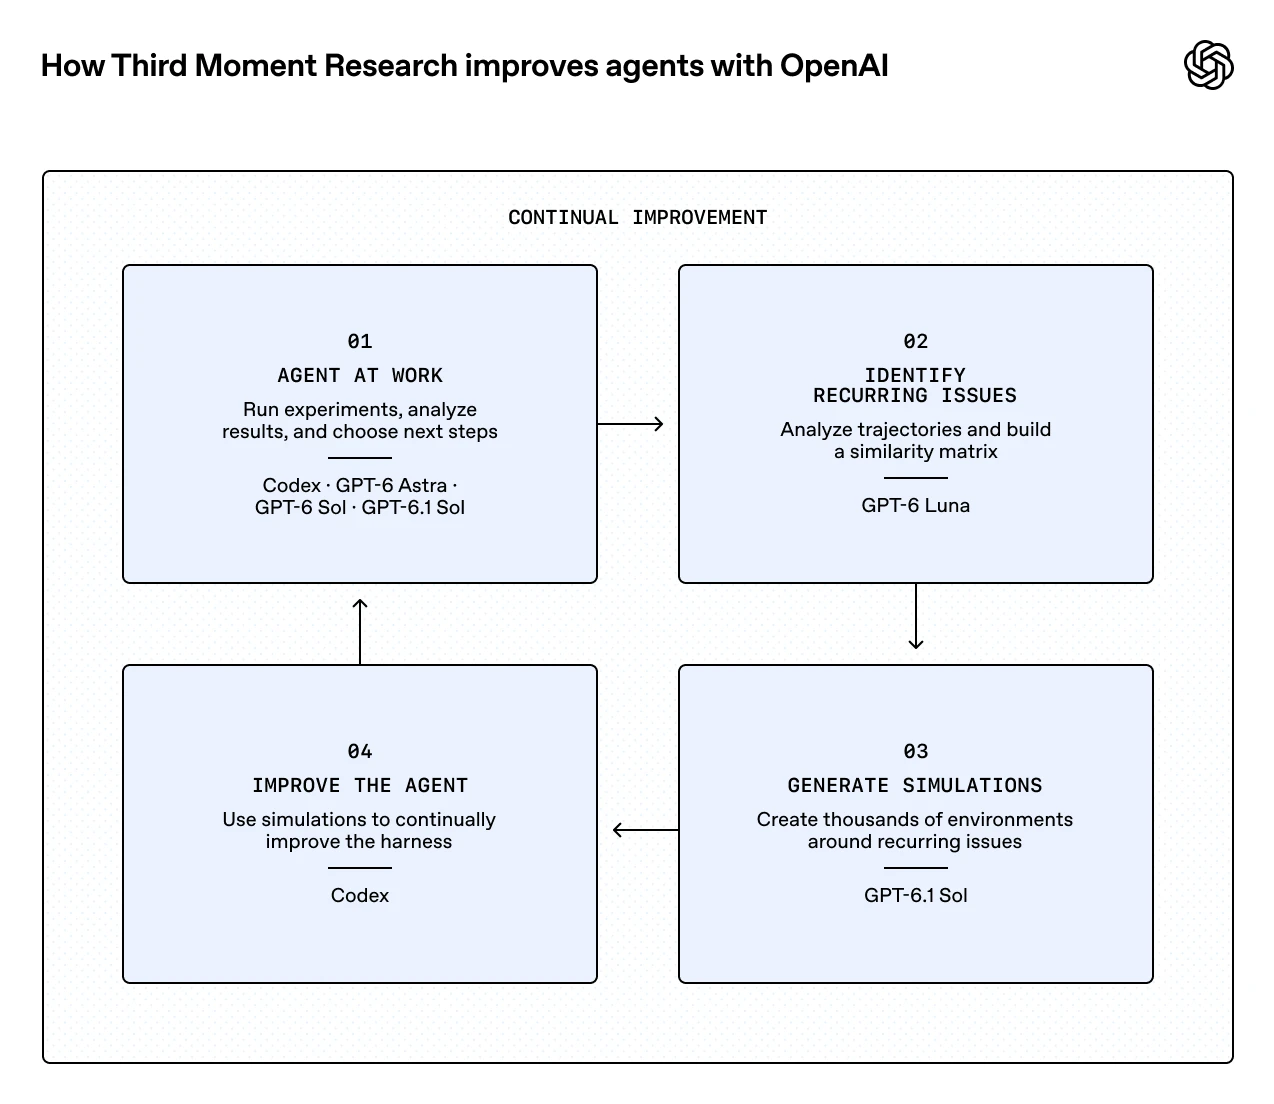 How Third Moment Research improves agents with OpenAI
CONTINUAL IMPROVEMENT
01
AGENT AT WORK
Run experiments, analyze
results, and choose next steps
Codex · GPT-6 Astra ·
GPT-6 Sol · GPT-6.1 Sol
02
IDENTIFY
RECURRING ISSUES
Analyze trajectories and build
a similarity matrix
GPT-6 Luna
03
GENERATE SIMULATIONS
Create thousands of environments
around recurring issues
GPT-6.1 Sol
04
IMPROVE THE AGENT
Use simulations to continually
improve the harness
Codex